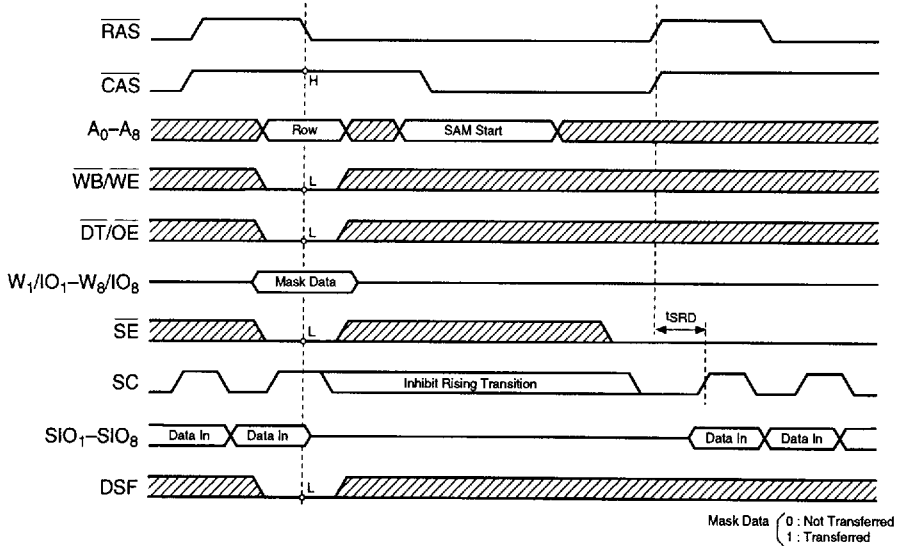 RAS
CAS
H
A0–A8
Row
SAM Start
WB/WE
L
DT/OE
L
W1/IO1–W8/IO8
Mask Data
SE
L
tSRD
SC
Inhibit Rising Transition
SIO1–SIO8
Data In
Data In
Data In
Data In
DSF
L
Mask Data
0 : Not Transferred
1 : Transferred